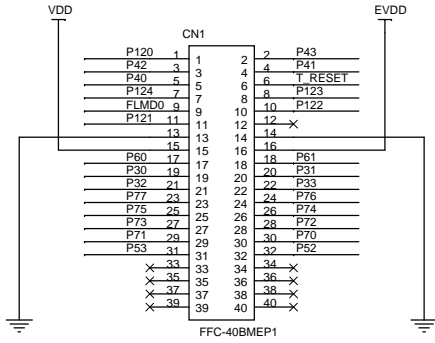 VDD EVDD
CN1
P120 1 1 2 2 P43
P42 3 3 4 4 P41
P40 5 5 6 6 T_RESET
P124 7 7 8 8 P123
FLMD0 9 9 10 10 P122
P121 11 11 12 12
13 13 14 14
15 15 16 16
P60 17 17 18 18 P61
P30 19 19 20 20 P31
P32 21 21 22 22 P33
P77 23 23 24 24 P76
P75 25 25 26 26 P74
P73 27 27 28 28 P72
P71 29 29 30 30 P70
P53 31 31 32 32 P52
33 33 34 34
35 35 36 36
37 37 38 38
39 39 40 40
FFC-40BMEP1